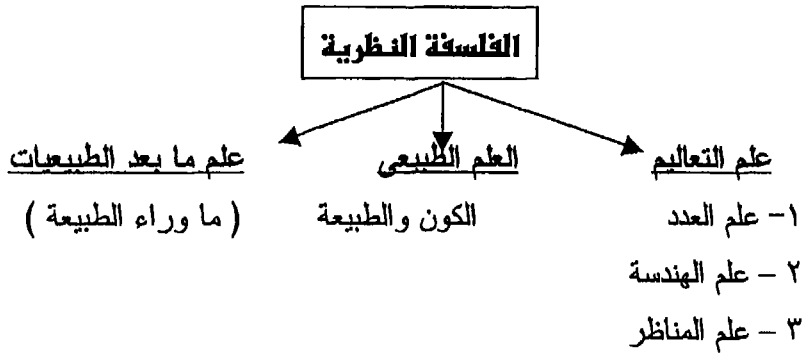 الفلسفة النظرية
علم التعاليم العلم الطبيعى علم ما بعد الطبيعيات
١- علم العدد الكون والطبيعة ( ما وراء الطبيعة )
٢ – علم الهندسة
٣ – علم المناظر